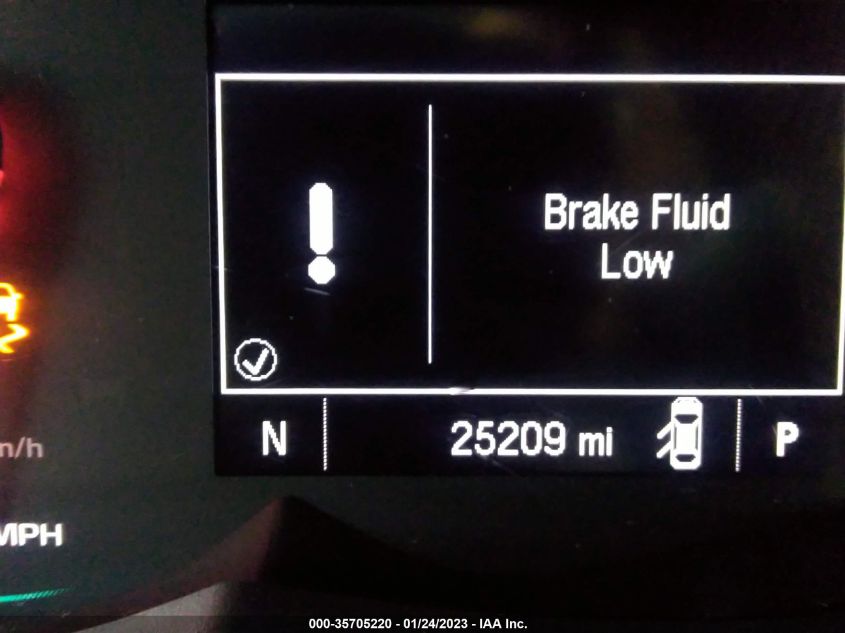 Brake Fluid
Low
N 25209 mi P
MPH
000-35705220 - 01/24/2023 - IAA Inc.